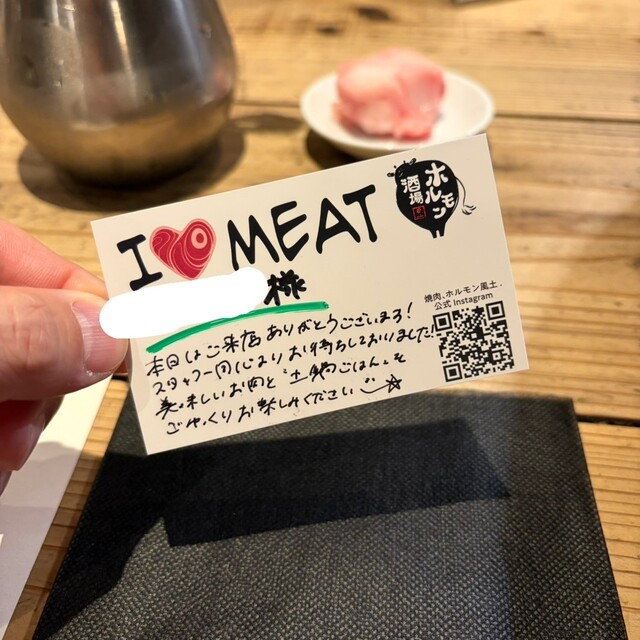 I MEAT
ホルモン
酒場
様
焼肉、ホルモン風土.
公式 Instagram
本日はご来店ありがとうございまる!
スタッフ一同心よりお待ちしておりました!
美味しいお肉と"土鍋ごはん"を
ごゆっくりお楽しみください